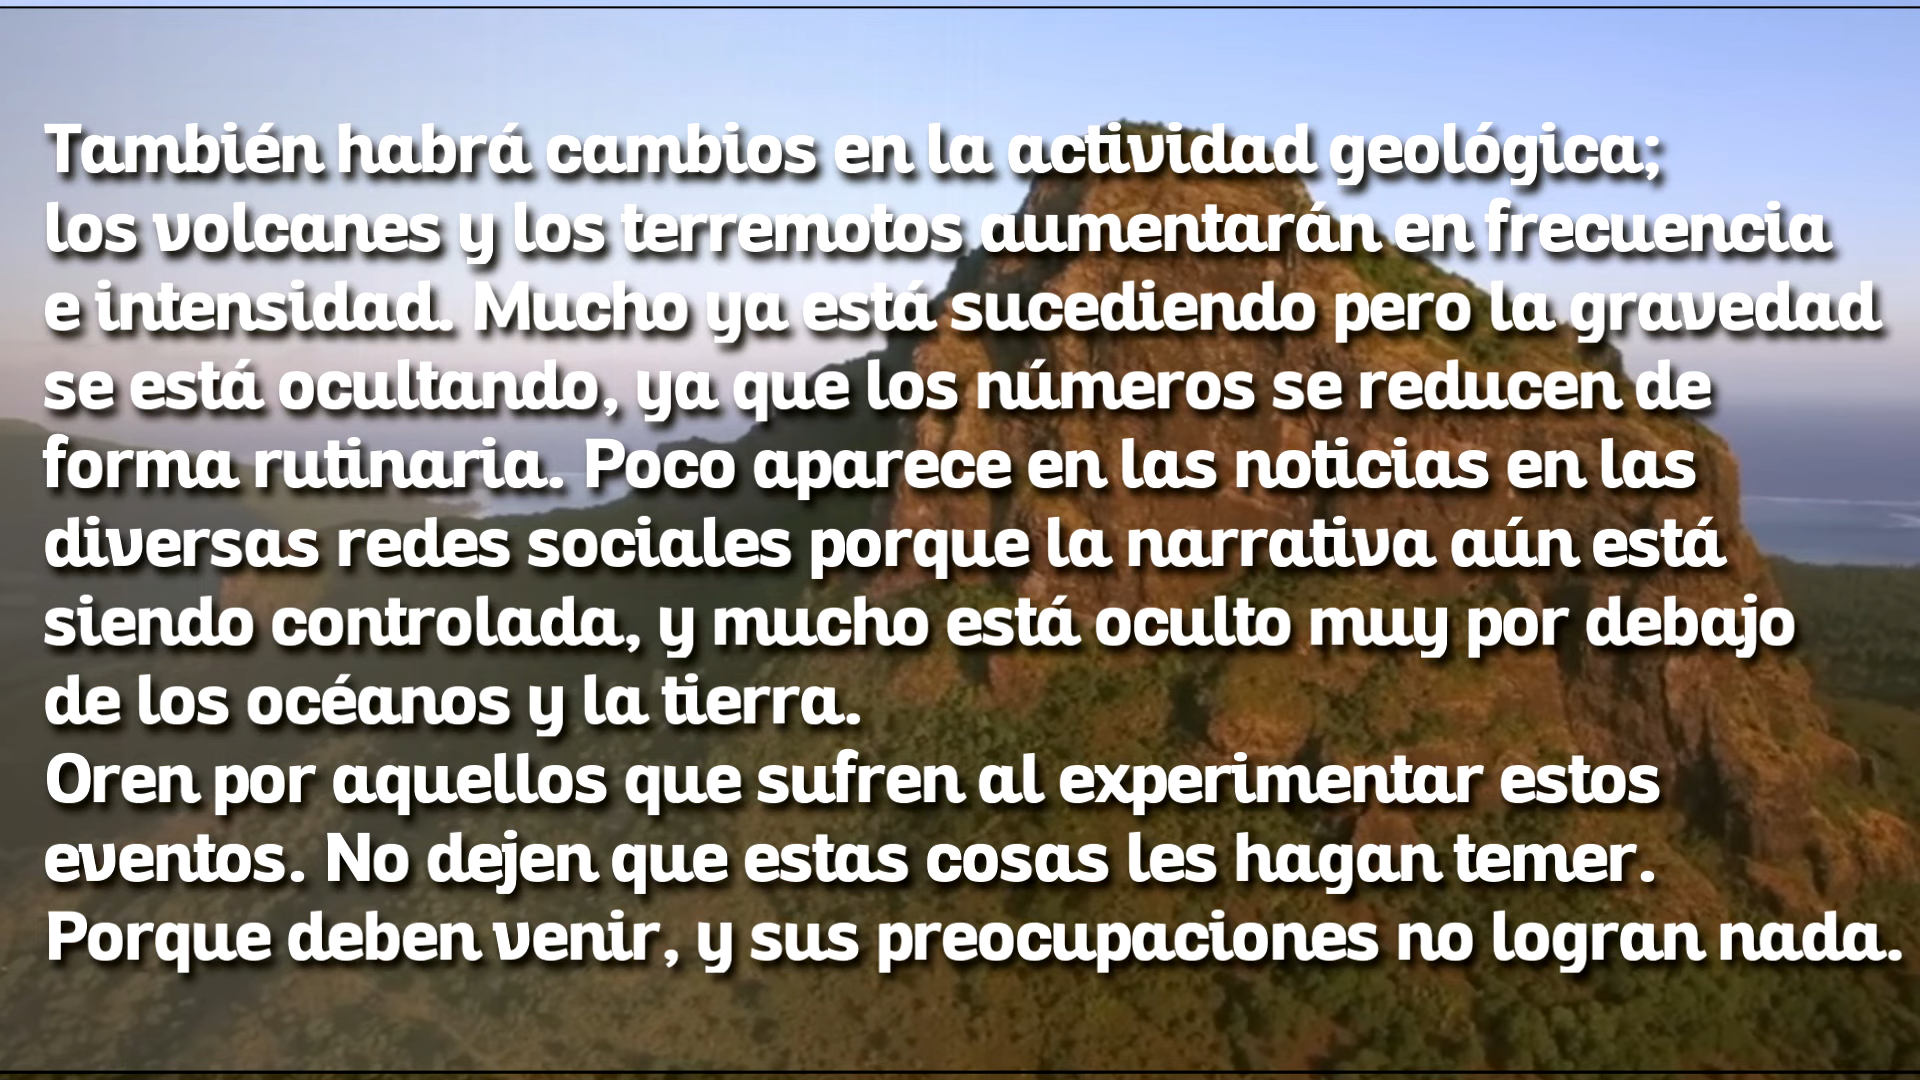 También habrá cambios en la actividad geológica;
los volcanes y los terremotos aumentarán en frecuencia
e intensidad. Mucho ya está sucediendo pero la gravedad
se está ocultando, ya que los números se reducen de
forma rutinaria. Poco aparece en las noticias en las
diversas redes sociales porque la narrativa aún está
siendo controlada, y mucho está oculto muy por debajo
de los océanos y la tierra.
Oren por aquellos que sufren al experimentar estos
eventos. No dejen que estas cosas les hagan temer.
Porque deben venir, y sus preocupaciones no logran nada.